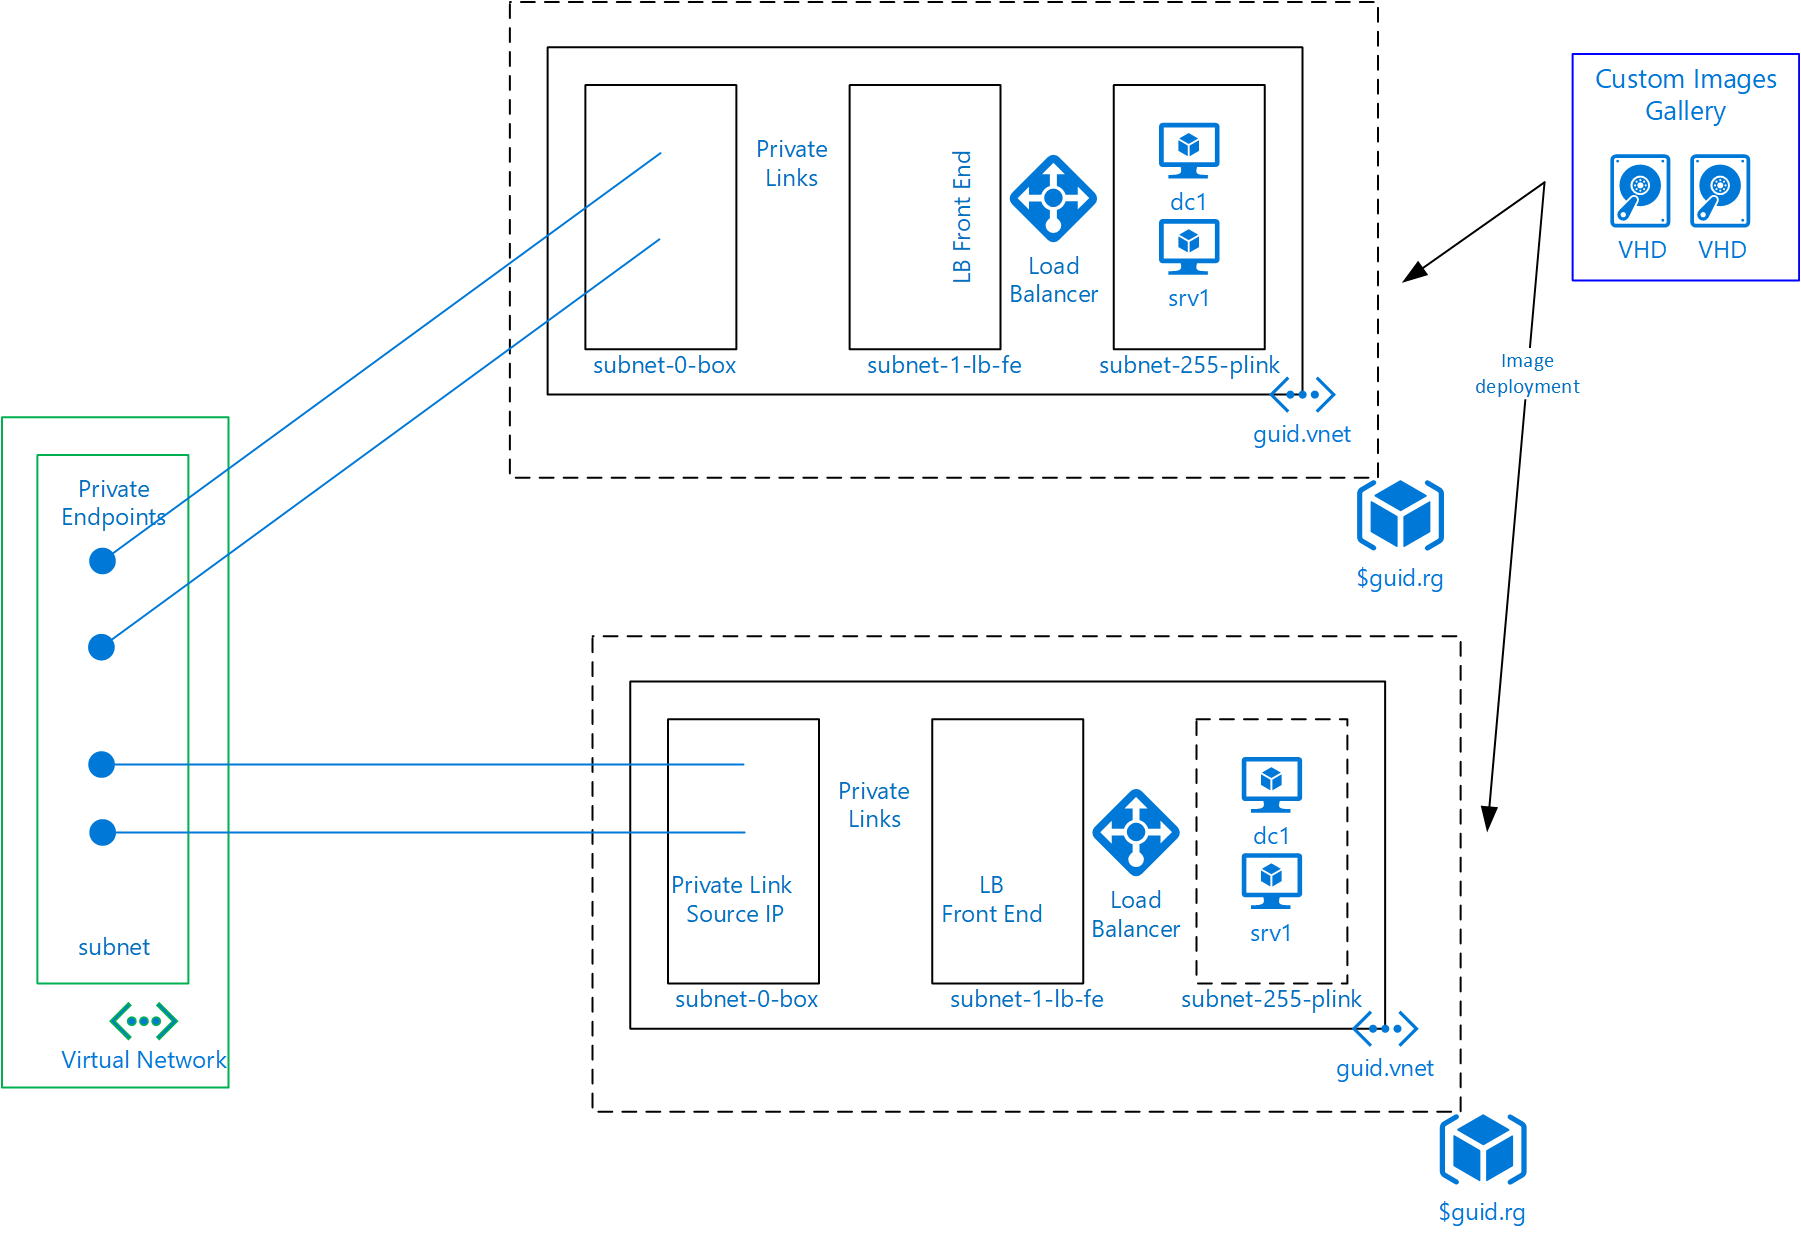 Custom Images
Gallery
VHD
VHD
Private
Links
LB Front End
Load
Balancer
dc1
srv1
subnet-0-box
subnet-1-lb-fe
subnet-255-plink
guid.vnet
$guid.rg
Image
deployment
Private
Endpoints
subnet
Virtual Network
Private
Links
Private Link
Source IP
LB
Front End
Load
Balancer
dc1
srv1
subnet-0-box
subnet-1-lb-fe
subnet-255-plink
guid.vnet
$guid.rg